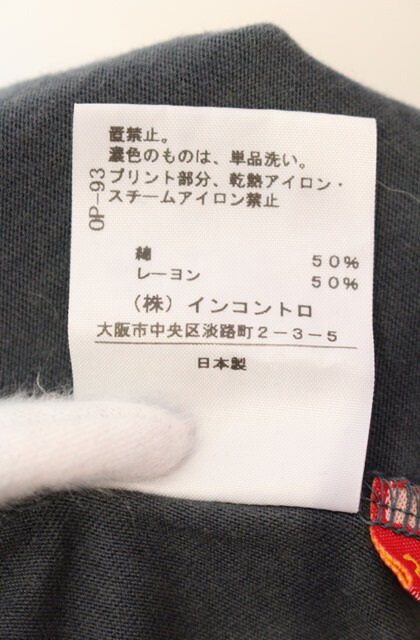 置禁止。
濃色のものは、単品洗い。
プリント部分、乾熱アイロン・
スチームアイロン禁止
OP-93
綿 50%
レーヨン 50%
(株)インコントロ
大阪市中央区淡路町2-3-5
日本製